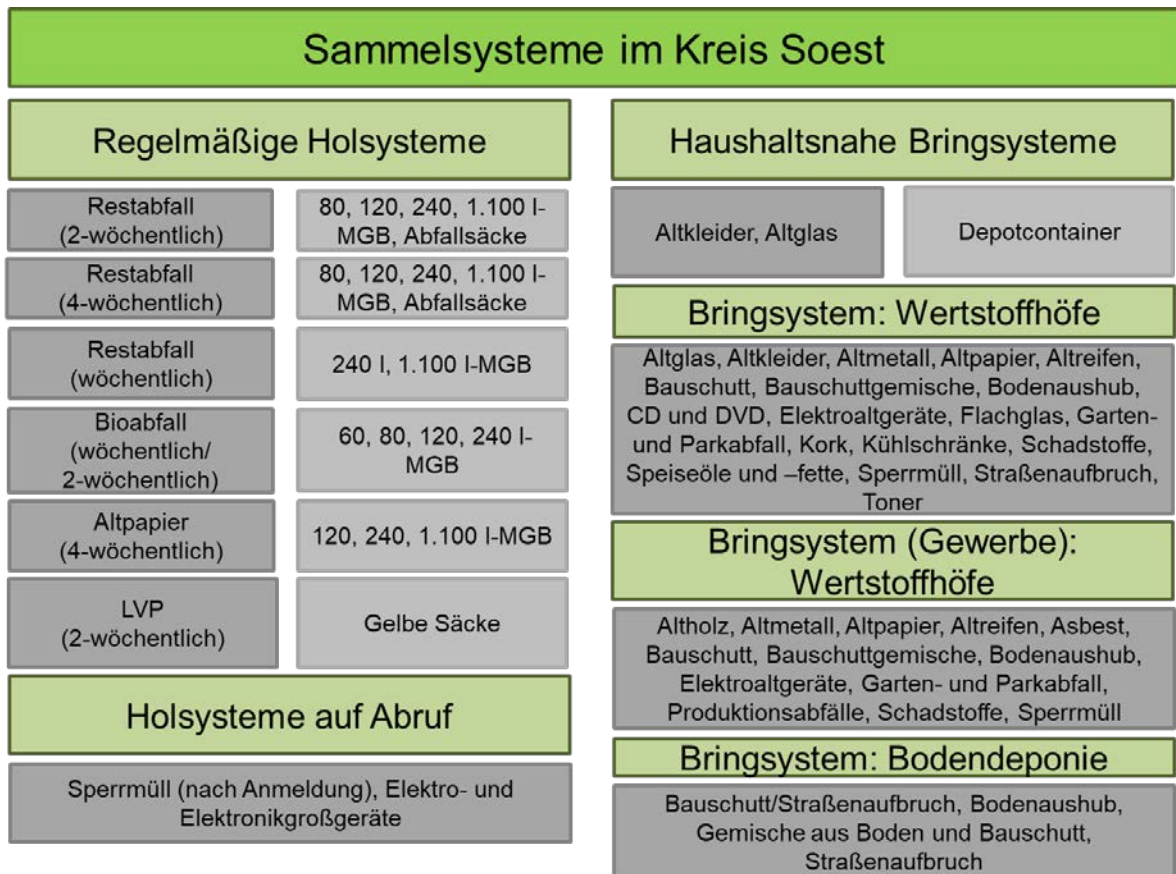 Sammelsysteme im Kreis Soest
Regelmäßige Holsysteme
Restabfall
(2-wöchentlich)
80, 120, 240, 1.100 l-
MGB, Abfallsäcke
Restabfall
(4-wöchentlich)
80, 120, 240, 1.100 l-
MGB, Abfallsäcke
Restabfall
(wöchentlich)
240 l, 1.100 l-MGB
Bioabfall
(wöchentlich/
2-wöchentlich)
60, 80, 120, 240 l-
MGB
Altpapier
(4-wöchentlich)
120, 240, 1.100 l-MGB
LVP
(2-wöchentlich)
Gelbe Säcke
Holsysteme auf Abruf
Sperrmüll (nach Anmeldung), Elektro- und
Elektronikgroßgeräte
Haushaltsnahe Bringsysteme
Altkleider, Altglas
Depotcontainer
Bringsystem: Wertstoffhöfe
Altglas, Altkleider, Altmetall, Altpapier, Altreifen,
Bauschutt, Bauschuttgemische, Bodenaushub,
CD und DVD, Elektroaltgeräte, Flachglas, Garten-
und Parkabfall, Kork, Kühlschränke, Schadstoffe,
Speiseöle und –fette, Sperrmüll, Straßenaufbruch,
Toner
Bringsystem (Gewerbe):
Wertstoffhöfe
Altholz, Altmetall, Altpapier, Altreifen, Asbest,
Bauschutt, Bauschuttgemische, Bodenaushub,
Elektroaltgeräte, Garten- und Parkabfall,
Produktionsabfälle, Schadstoffe, Sperrmüll
Bringsystem: Bodendeponie
Bauschutt/Straßenaufbruch, Bodenaushub,
Gemische aus Boden und Bauschutt,
Straßenaufbruch